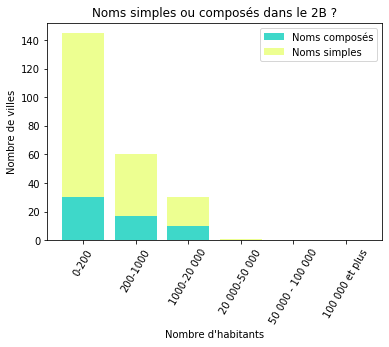 Noms simples ou composés dans le 2B ?
Noms composés
Noms simples
Nombre de villes
140
120
100
80
60
40
20
0
0-200
200-1000
1000-20 000
20 000-50 000
50 000 - 100 000
100 000 et plus
Nombre d'habitants